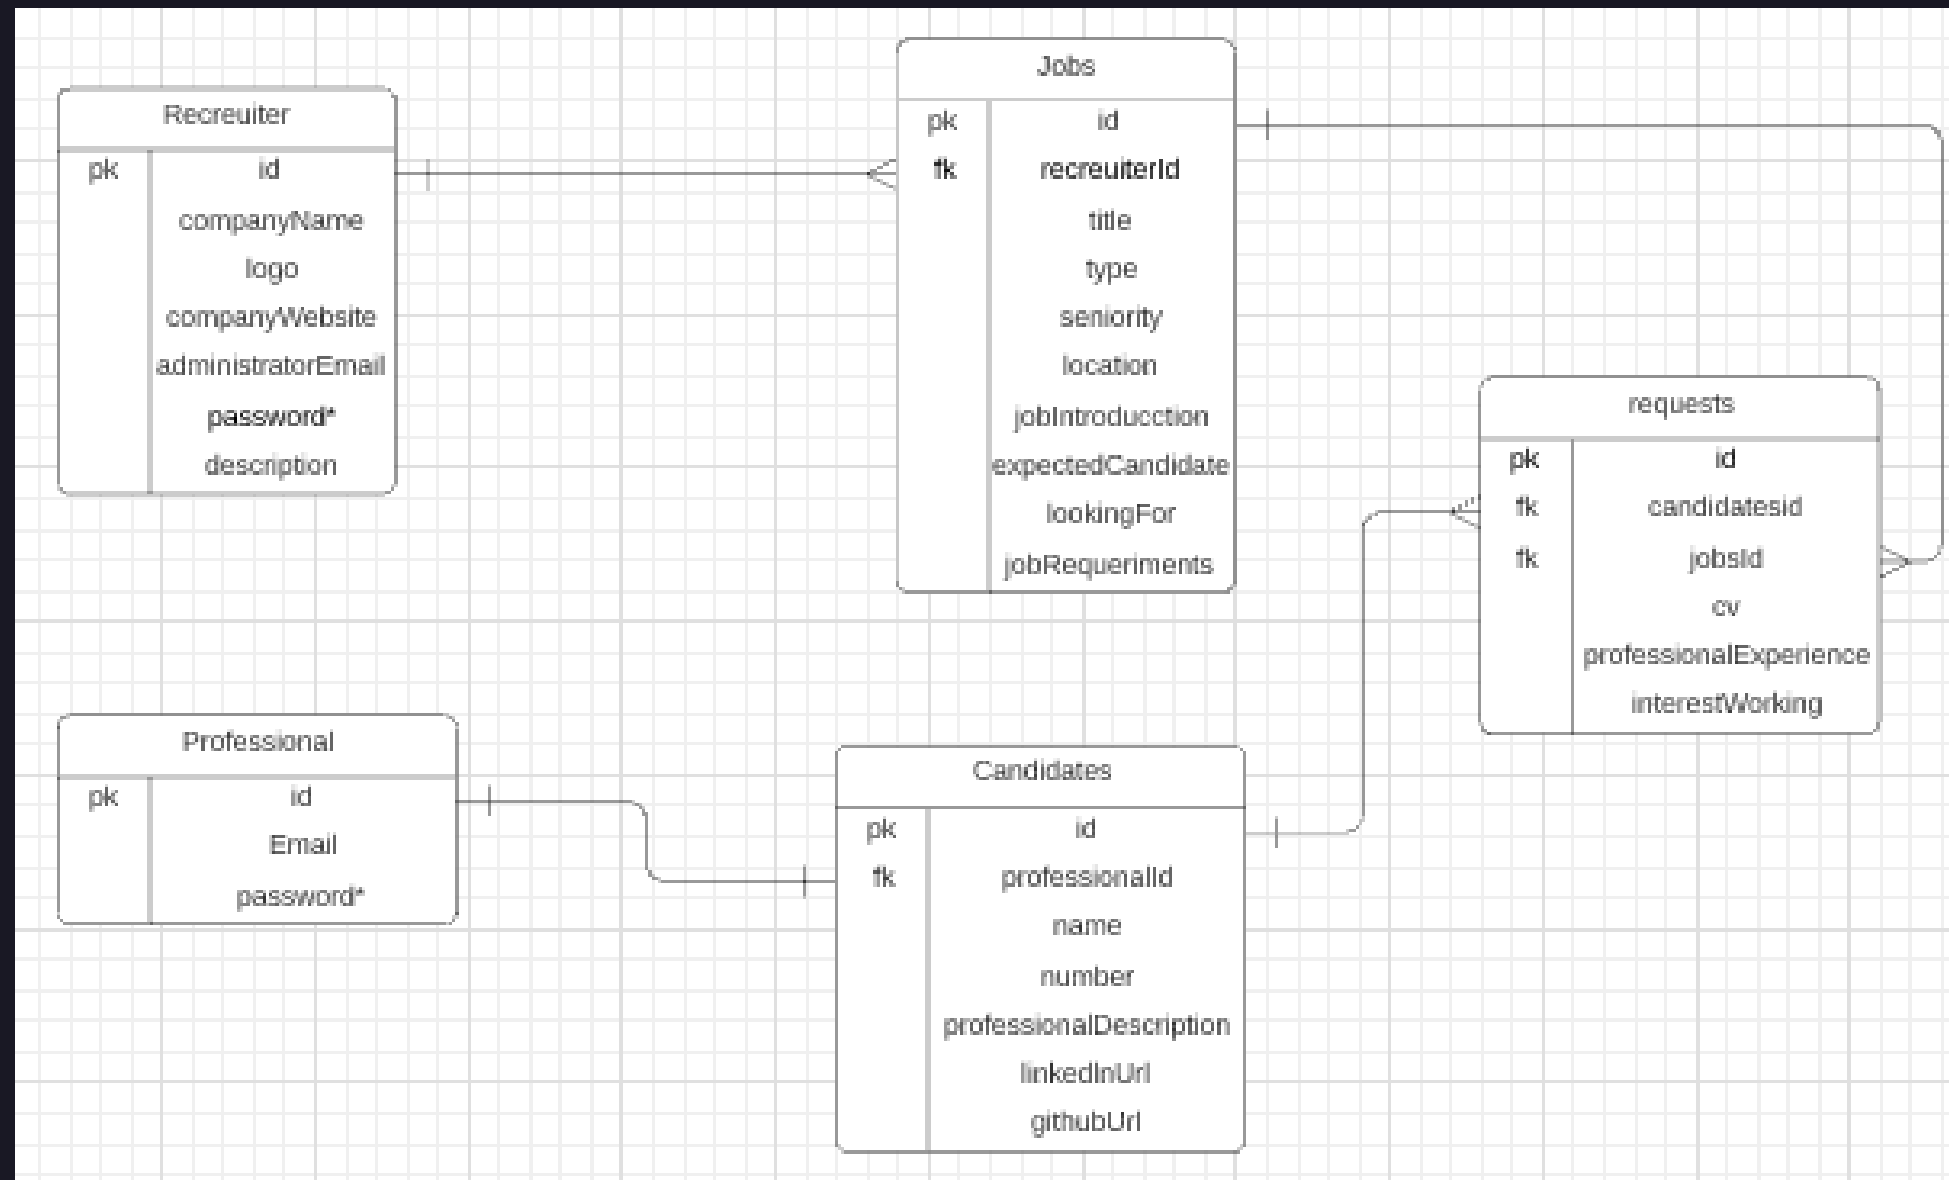 Recreuiter
pk id
companyName
logo
companyWebsite
administratorEmail
password*
description
Jobs
pk id
fk recreuiterId
title
type
seniority
location
jobIntroducction
expectedCandidate
lookingFor
jobRequeriments
requests
pk id
fk candidatesid
fk jobsId
cv
professionalExperience
interestWorking
Professional
pk id
Email
password*
Candidates
pk id
fk professionalId
name
number
professionalDescription
linkedInUrl
githubUrl